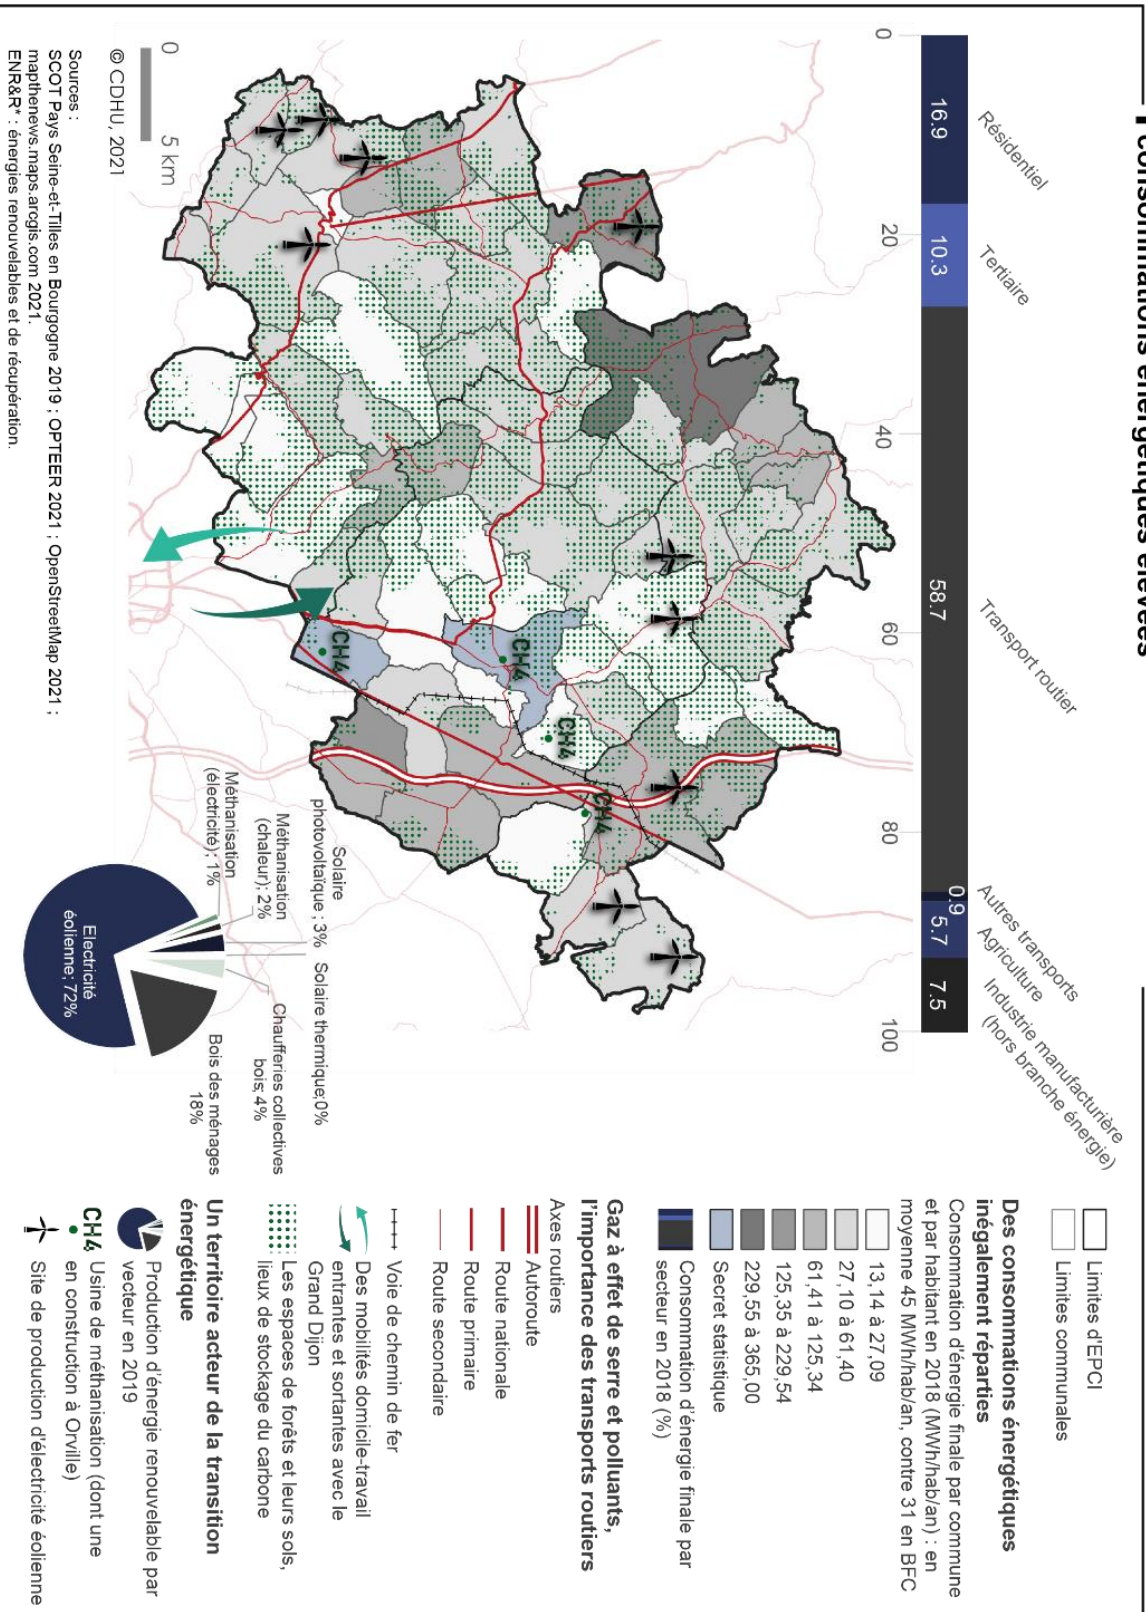 consommations énergétiques élevées
Résidentiel
Tertiaire
Transport routier
Autres transports
Agriculture
Industrie manufacturière
(hors branche énergie)
16.9
10.3
58.7
0.9
5.7
7.5
0
20
40
60
80
100
CH4
CH4
CH4
CH4
0
5 km
© CDHU, 2021
Sources :
SCOT Pays Seine-et-Tilles en Bourgogne 2019 ; OPTEER 2021 ; OpenStreetMap 2021 ;
mapthenews.maps.arcgis.com 2021.
ENR&R* : énergies renouvelables et de récupération.
Solaire
photovoltaïque ; 3%
Méthanisation
(chaleur); 2%
Méthanisation
(électricité); 1%
Solaire thermique;0%
Chaufferies collectives
bois; 4%
Bois des ménages
18%
Electricité
éolienne; 72%
Limites d'EPCI
Limites communales
Des consommations énergétiques
inégalement réparties
Consommation d'énergie finale par commune
et par habitant en 2018 (MWh/hab/an) : en
moyenne 45 MWh/hab/an, contre 31 en BFC
13,14 à 27,09
27,10 à 61,40
61,41 à 125,34
125,35 à 229,54
229,55 à 365,00
Secret statistique
Consommation d'énergie finale par
secteur en 2018 (%)
Gaz à effet de serre et polluants,
l'importance des transports routiers
Axes routiers
Autoroute
Route nationale
Route primaire
Route secondaire
Voie de chemin de fer
Des mobilités domicile-travail
entrantes et sortantes avec le
Grand Dijon
Les espaces de forêts et leurs sols,
lieux de stockage du carbone
Un territoire acteur de la transition
énergétique
Production d'énergie renouvelable par
vecteur en 2019
CH4 Usine de méthanisation (dont une
en construction à Orville)
Site de production d'électricité éolienne